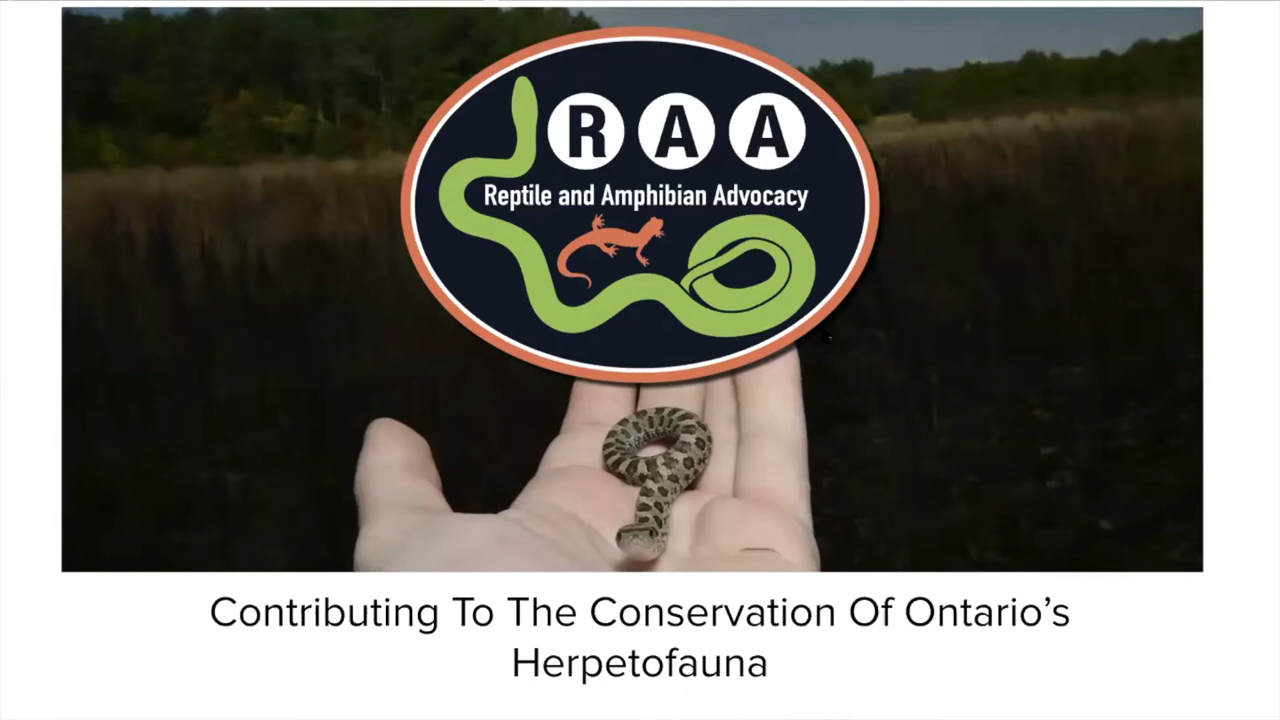 R A A
Reptile and Amphibian Advocacy
Contributing To The Conservation Of Ontario’s
Herpetofauna